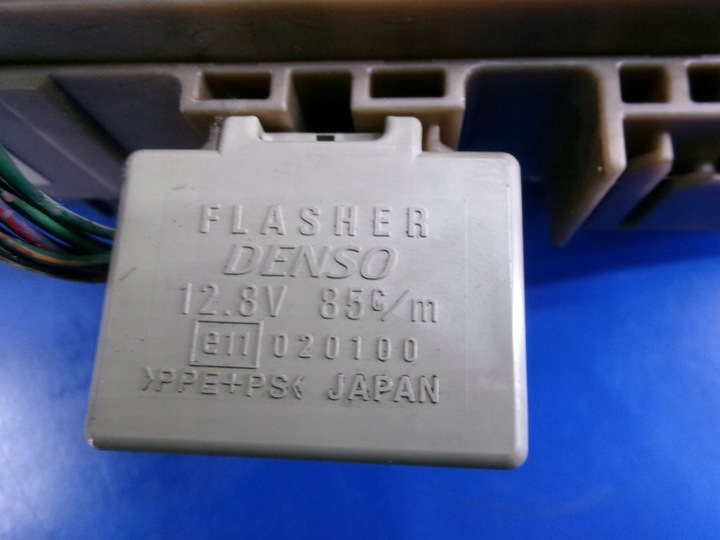 FLASHER
DENSO
12.8V 85c/m
e11 020100
>PPE+PS< JAPAN